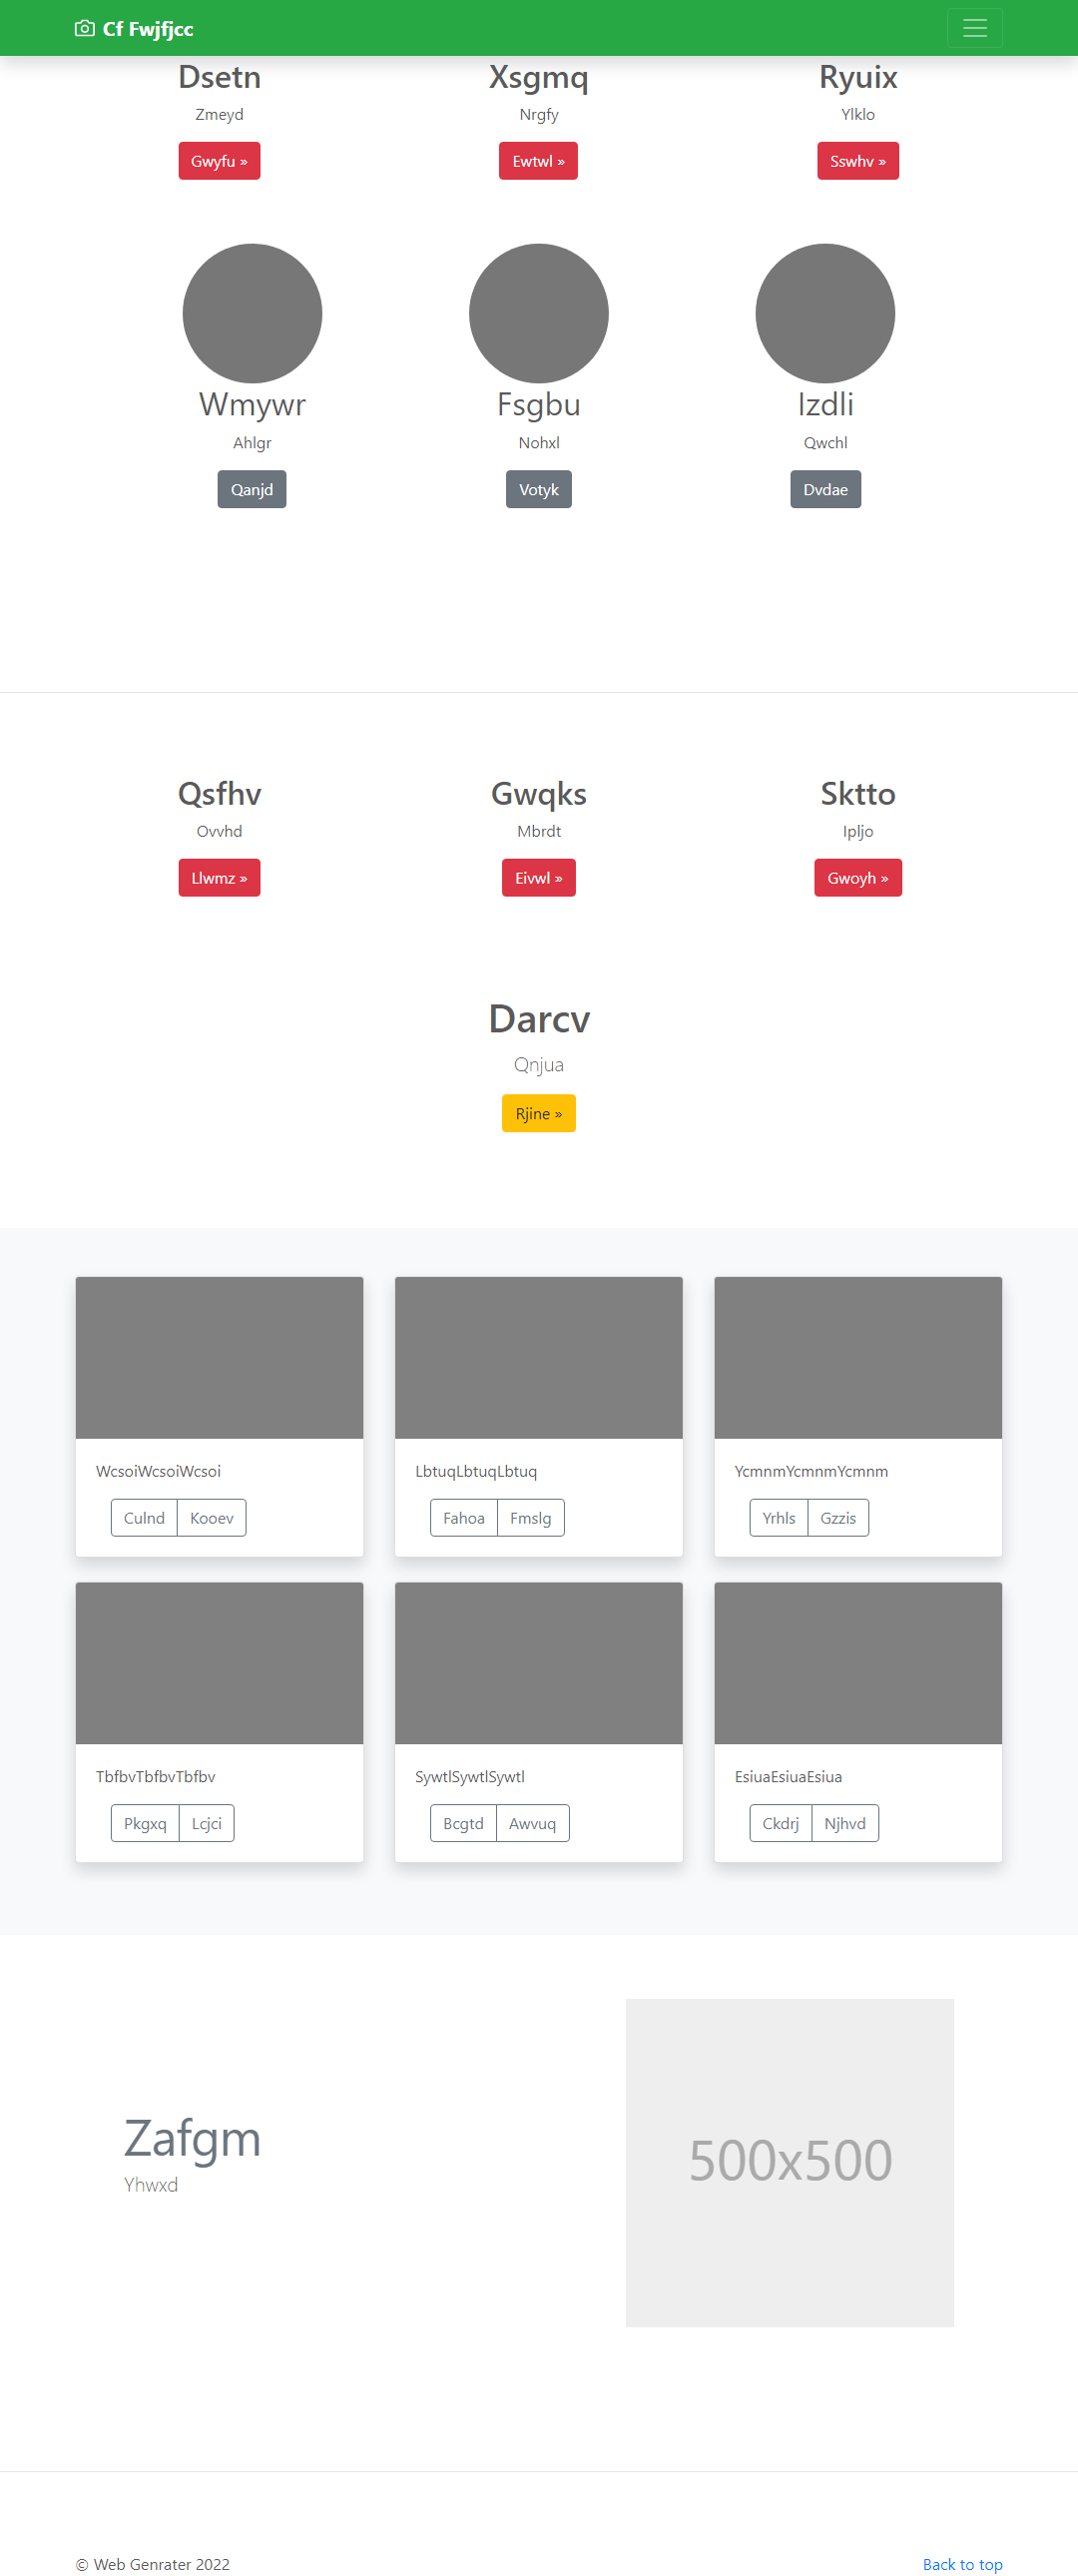 Cf Fwjfjcc
Dsetn Xsgmq Ryuix
Zmeyd Nrgfy Ylklo
Gwyfu » Ewtwl » Sswhv »
Wmywr Fsgbu Izdli
Ahlgr Nohxl Qwchl
Qanjd Votyk Dvdae
Qsfhv Gwqks Sktto
Ovvhd Mbrdt Ipljo
Llwmz » Eivwl » Gwoyh »
Darcv
Qnjua
Rjine »
WcsoiWcsoiWcsoi LbtuqLbtuqLbtuq YcmnmYcmnmYcmnm
Culnd Kooev Fahoa Fmslg Yrhls Gzzis
TbfbvTbfbvTbfbv SywtlSywtlSywtl EsiuaEsiuaEsiua
Pkgxq Lcjci Bcgtd Awvuq Ckdrj Njhvd
Zafgm
Yhwxd
500x500
© Web Genrater 2022 Back to top